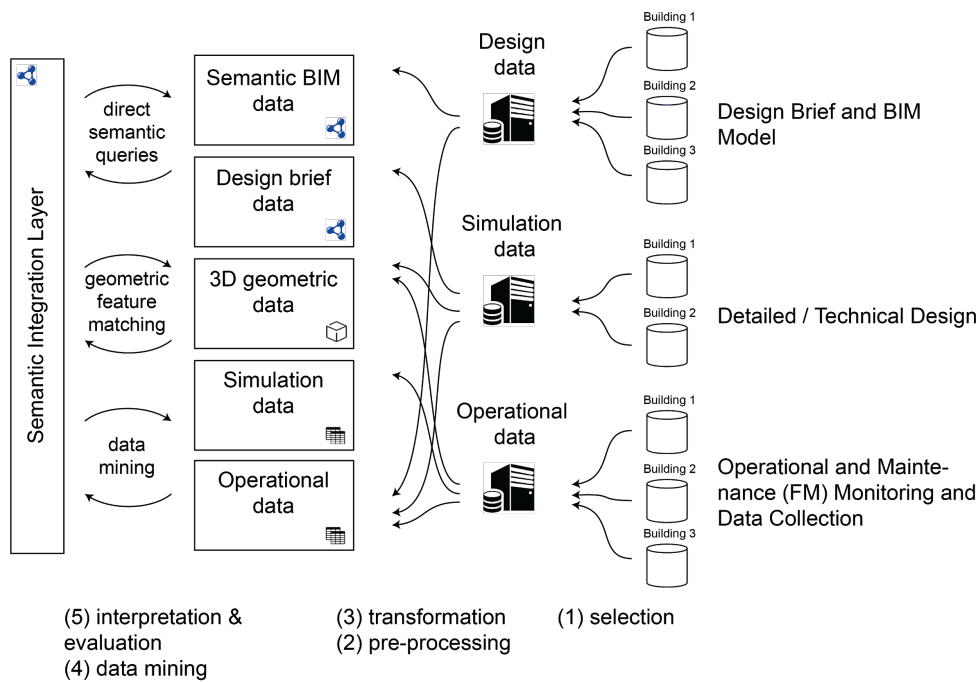 Semantic Integration Layer
direct
semantic
queries
geometric
feature
matching
data
mining
Semantic BIM
data
Design brief
data
3D geometric
data
Simulation
data
Operational
data
Design
data
Simulation
data
Operational
data
Building 1
Building 2
Building 3
Design Brief and BIM
Model
Building 1
Building 2
Detailed / Technical Design
Building 1
Building 2
Building 3
Operational and Mainte-
nance (FM) Monitoring and
Data Collection
(5) interpretation &
evaluation
(4) data mining
(3) transformation
(2) pre-processing
(1) selection